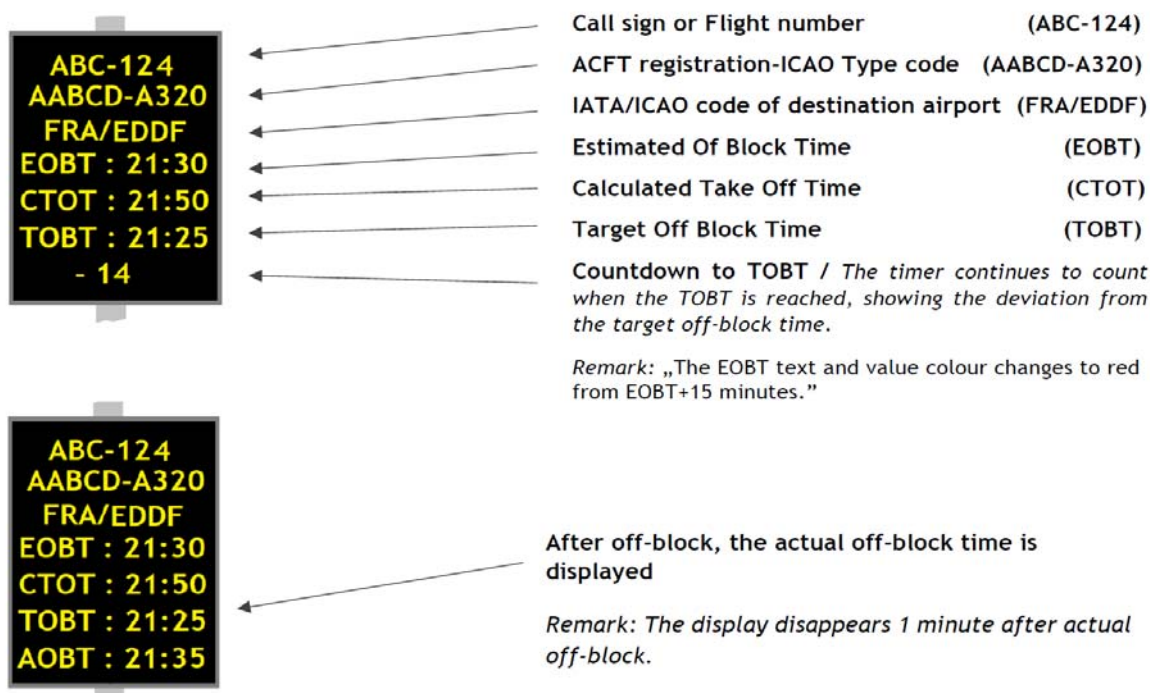 ABC-124
AABCD-A320
FRA/EDDF
EOBT : 21:30
CTOT : 21:50
TOBT : 21:25
- 14
Call sign or Flight number (ABC-124)
ACFT registration-ICAO Type code (AABCD-A320)
IATA/ICAO code of destination airport (FRA/EDDF)
Estimated Of Block Time (EOBT)
Calculated Take Off Time (CTOT)
Target Off Block Time (TOBT)
Countdown to TOBT / The timer continues to count
when the TOBT is reached, showing the deviation from
the target off-block time.
Remark: „The EOBT text and value colour changes to red
from EOBT+15 minutes.”
ABC-124
AABCD-A320
FRA/EDDF
EOBT : 21:30
CTOT : 21:50
TOBT : 21:25
AOBT : 21:35
After off-block, the actual off-block time is
displayed
Remark: The display disappears 1 minute after actual
off-block.